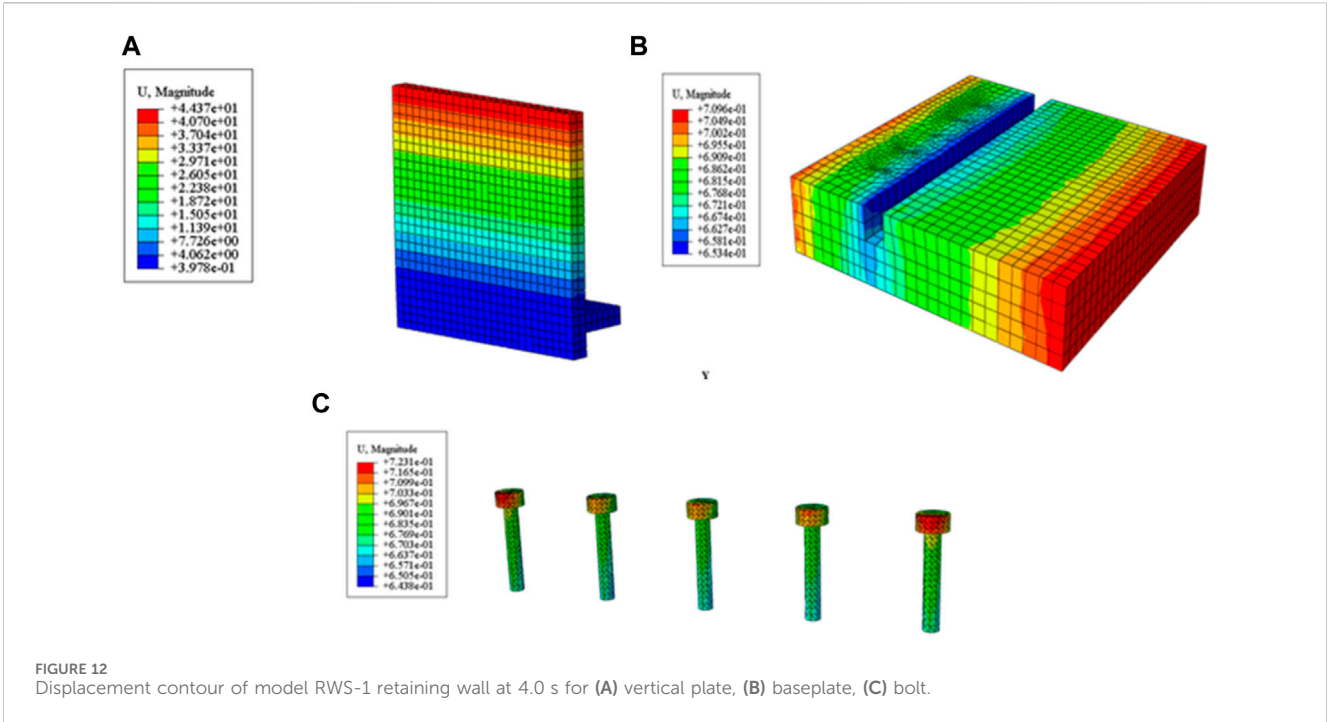 A
U, Magnitude
+4.437e+01
+4.070e+01
+3.704e+01
+3.337e+01
+2.971e+01
+2.605e+01
+2.238e+01
+1.872e+01
+1.505e+01
+1.139e+01
+7.726e+00
+4.062e+00
+3.978e-01
B
U, Magnitude
+7.096e-01
+7.049e-01
+7.002e-01
+6.955e-01
+6.909e-01
+6.862e-01
+6.815e-01
+6.768e-01
+6.721e-01
+6.674e-01
+6.627e-01
+6.581e-01
+6.534e-01
Y
C
U, Magnitude
+7.231e-01
+7.165e-01
+7.099e-01
+7.033e-01
+6.967e-01
+6.901e-01
+6.835e-01
+6.769e-01
+6.703e-01
+6.637e-01
+6.571e-01
+6.505e-01
+6.438e-01
FIGURE 12
Displacement contour of model RWS-1 retaining wall at 4.0 s for (A) vertical plate, (B) baseplate, (C) bolt.